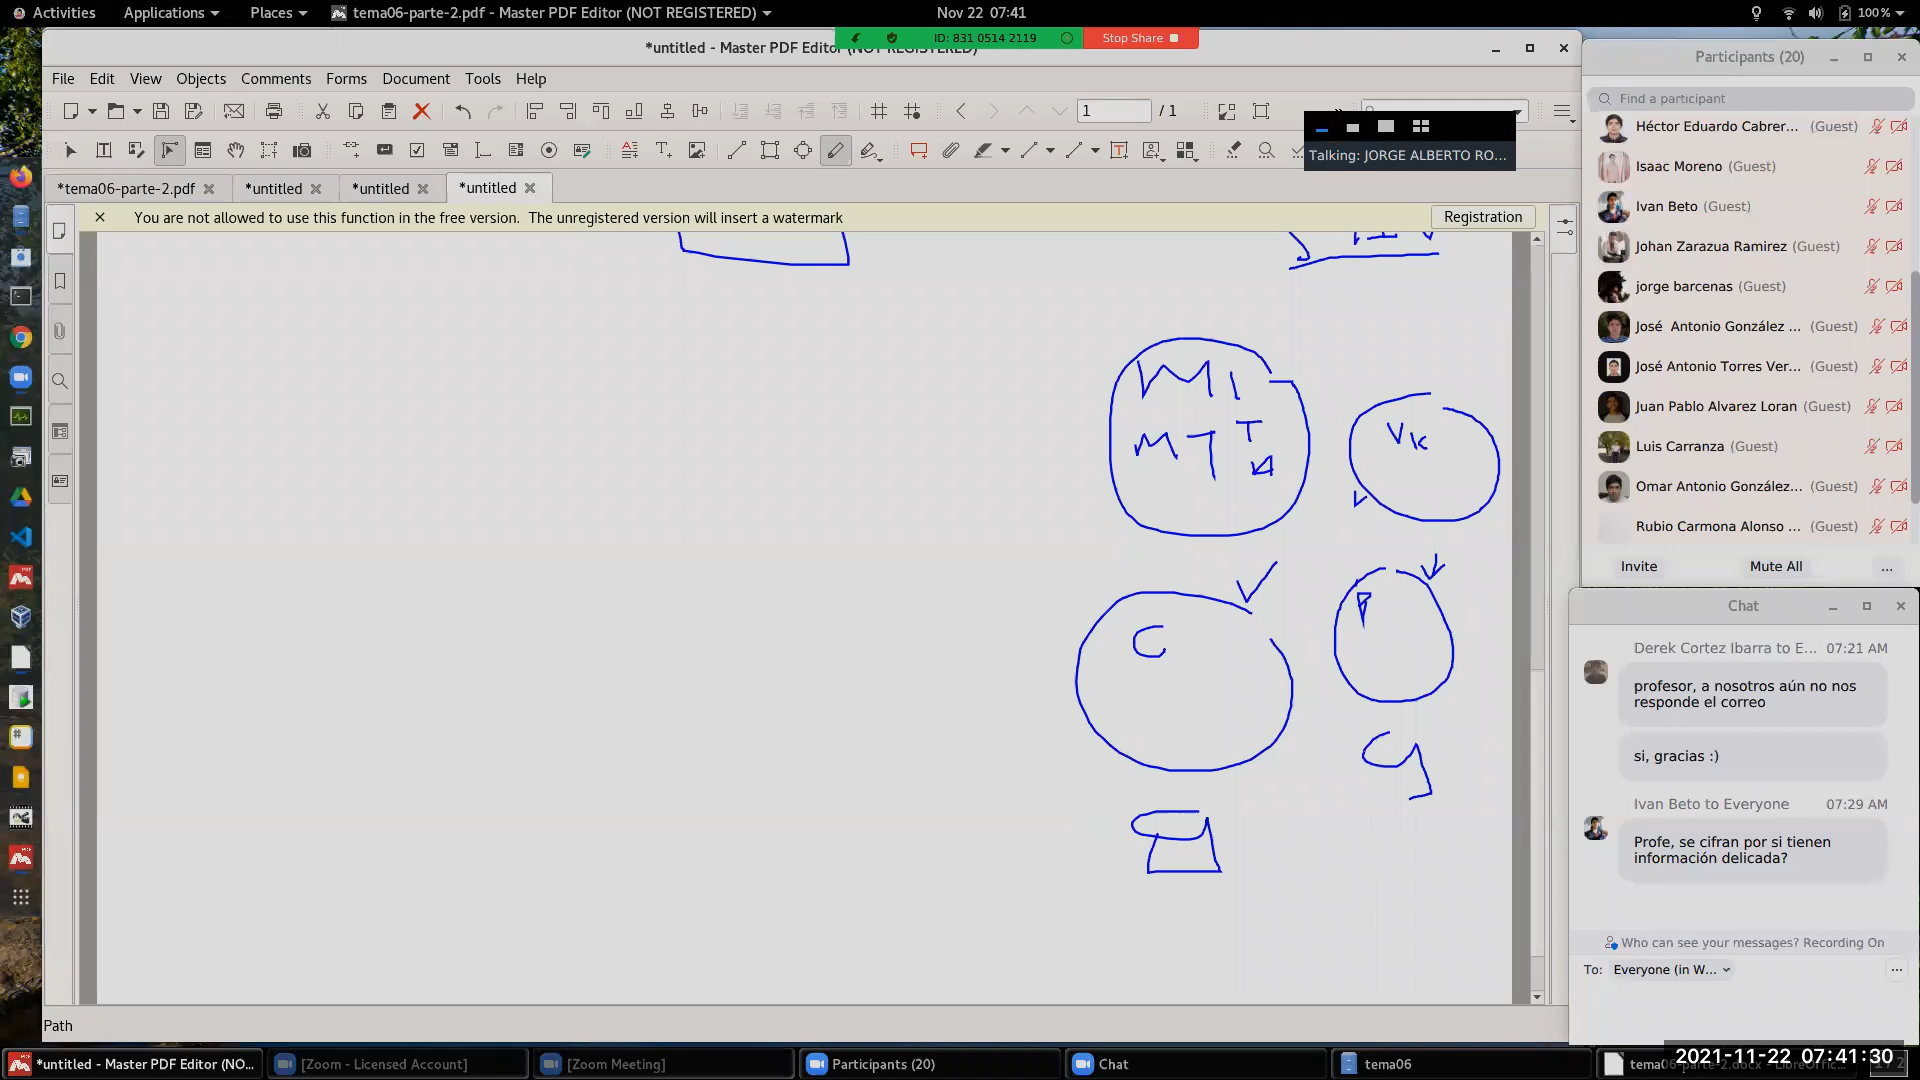 Activities Applications Places tema06-parte-2.pdf - Master PDF Editor (NOT REGISTERED) Nov 22 07:41 100%
*untitled - Master PDF Editor (NOT REGISTERED)
ID: 831 0514 2119 Stop Share
File Edit View Objects Comments Forms Document Tools Help
1 / 1
Talking: JORGE ALBERTO RO...
*tema06-parte-2.pdf *untitled *untitled *untitled
You are not allowed to use this function in the free version. The unregistered version will insert a watermark Registration
MI
MT T
VK
C
P
Path
Participants (20)
Find a participant
Héctor Eduardo Cabrer... (Guest)
Isaac Moreno (Guest)
Ivan Beto (Guest)
Johan Zarazua Ramirez (Guest)
jorge barcenas (Guest)
José Antonio González ... (Guest)
José Antonio Torres Ver... (Guest)
Juan Pablo Alvarez Loran (Guest)
Luis Carranza (Guest)
Omar Antonio González... (Guest)
Rubio Carmona Alonso ... (Guest)
Invite Mute All ...
Chat
Derek Cortez Ibarra to E... 07:21 AM
profesor, a nosotros aún no nos
responde el correo
si, gracias :)
Ivan Beto to Everyone 07:29 AM
Profe, se cifran por si tienen
información delicada?
Who can see your messages? Recording On
To: Everyone (in W...
*untitled - Master PDF Editor (NO... [Zoom - Licensed Account] [Zoom Meeting] Participants (20) Chat tema06
2021-11-22 07:41:30